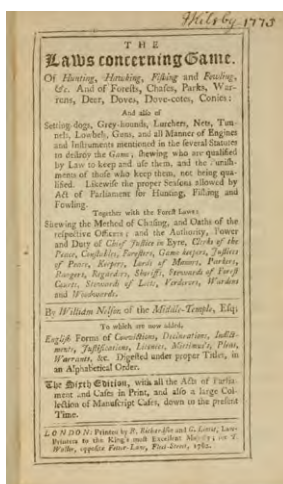 THE
Laws concerning Game.
Of Hunting, Hawking, Fishing and Fowling,
&c. And of Forests, Chases, Parks, War-
rens, Deer, Doves, Dove-cotes, Conies:
And also of
Setting-dogs, Grey-hounds, Lurchers, Nets, Tun-
nels, Lowbels, Guns, and all Manner of Engines
and Instruments mentioned in the several Statutes
to destroy the Game; shewing who are qualified
by Law to keep and use them, and the Punish-
ments of those who keep them, not being qua-
lified. Likewise the proper Seasons allowed by
Act of Parliament for Hunting, Fishing and
Fowling.
Together with the Forest Laws;
Shewing the Method of Chasing, and Oaths of the
respective Officers; and the Authority, Power
and Duty of Chief Justice in Eyre, Clerks of the
Peace, Constables, Foresters, Game-keepers, Justices
of Peace, Keepers, Lords of Manors, Parkers,
Rangers, Regarders, Sheriffs, Stewards of Forest
Courts, Stewards of Leets, Verderors, Wardens
and Woodwards.
By William Nelson of the Middle-Temple, Esq;
To which are now added,
English Forms of Convictions, Declarations, Indict-
ments, Justifications, Licences, Mittimus's, Pleas,
Warrants, &c. Digested under proper Titles, in
an Alphabetical Order.
The Sixth Edition, with all the Acts of Parlia-
ment and Cases in Print, and also a large Col-
lection of Manuscript Cases, down to the present
Time.
LONDON: Printed by H. Woodfall and W. Strahan, Law-
Printers to the King's most Excellent Majesty; for T.
Waller, opposite Fetter-Lane, Fleet-Street, 1762.